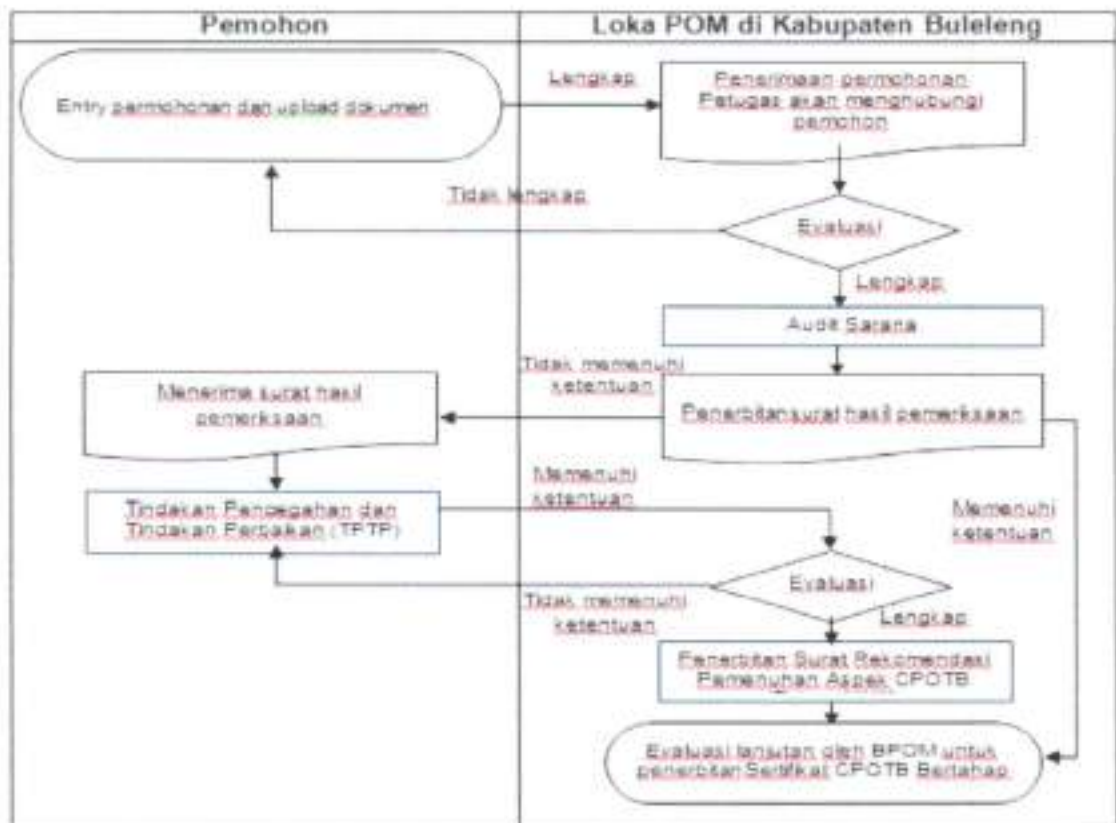 Pemohon
Loka POM di Kabupaten Buleleng
Entry permohonan dan upload dokumen
Lengkap
Penerimaan permohonan
Petugas akan menghubungi
pemohon
Tidak lengkap
Evaluasi
Lengkap
Audit Sarana
Tidak memenuhi
ketentuan
Menerima surat hasil
pemeriksaan
Penerbitan surat hasil pemeriksaan
Memenuhi
ketentuan
Tindakan Pencegahan dan
Tindakan Perbaikan (TPTP)
Memenuhi
ketentuan
Evaluasi
Tidak memenuhi
ketentuan
Lengkap
Penerbitan Surat Rekomendasi
Pemenuhan Aspek CPOTB
Evaluasi lanjutan oleh BPOM untuk
penerbitan Sertifikat CPOTB Bertahap